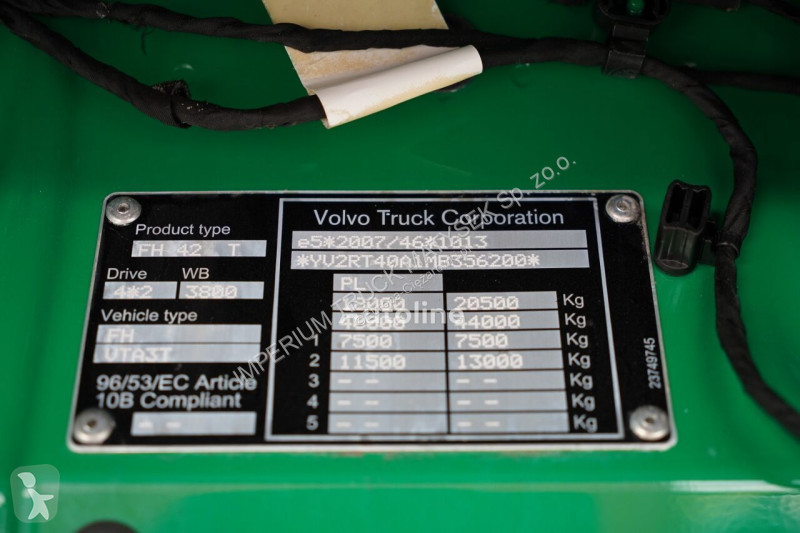 Volvo Truck Corporation
Product type
FH 42 T
Drive WB
4*2 3800
Vehicle type
FH
VTA3T
96/53/EC Article
10B Compliant
-- 
e5*2007/46*1013
PL
20500 Kg
44000 Kg
1 7500 7500 Kg
2 11500 13000 Kg
3 -- -- Kg
4 -- -- Kg
5 -- -- Kg
23749745
IMPERIUM TRUCK Sp. zo.o.
autoline